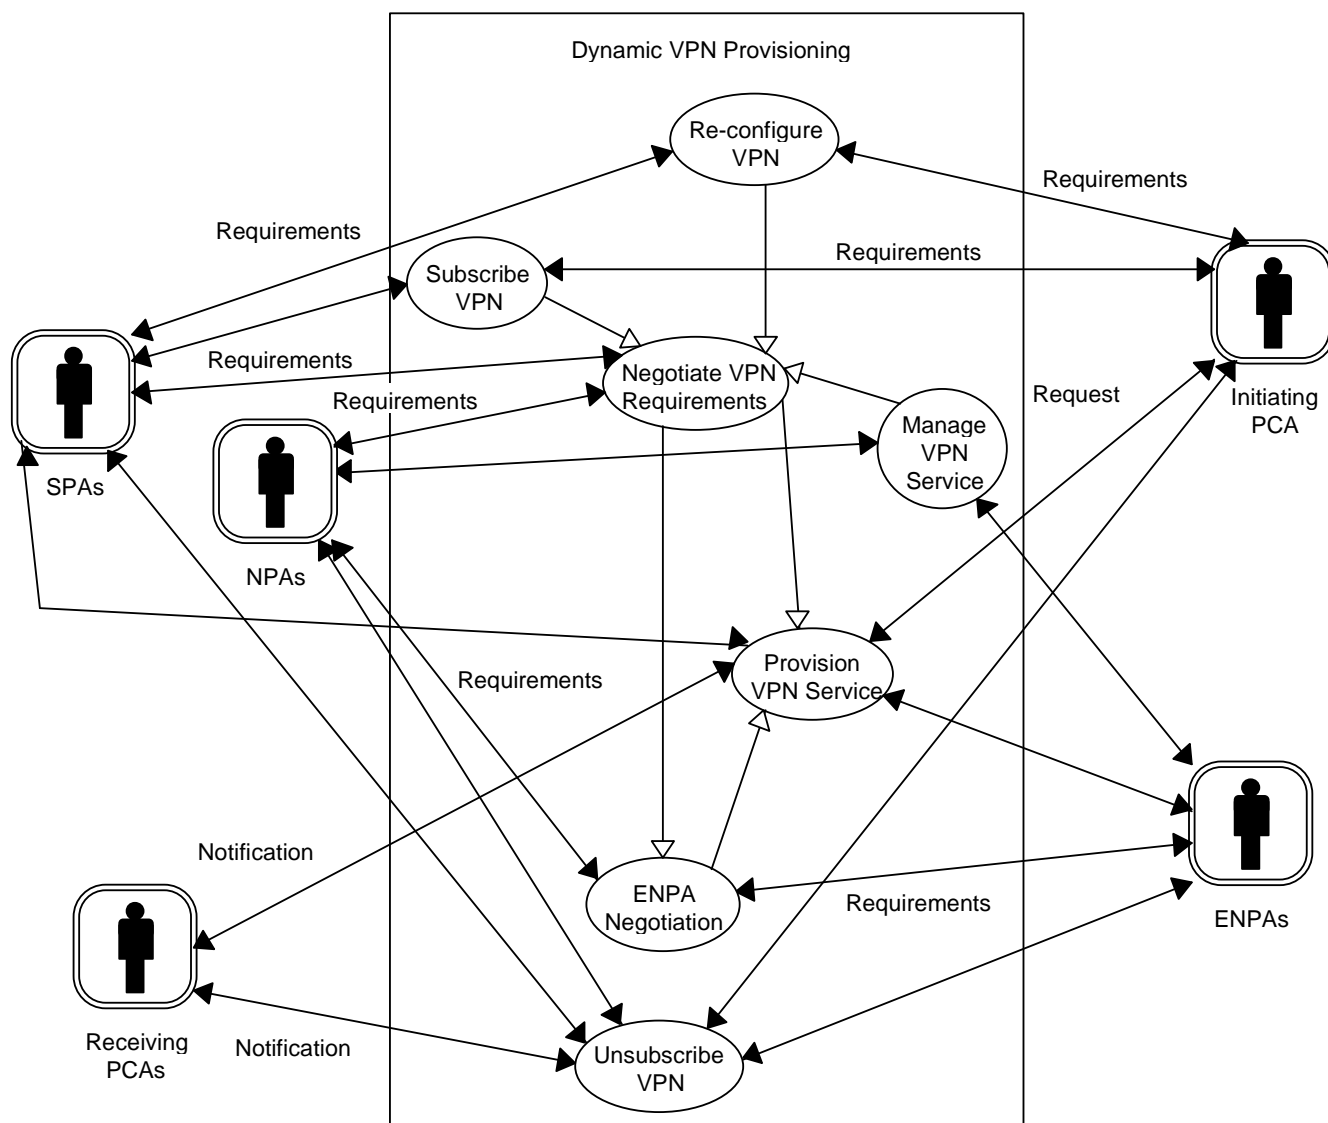 Dynamic VPN Provisioning
Re-configure
VPN
Requirements
Requirements
Requirements
Subscribe
VPN
Requirements
Negotiate VPN
Requirements
Requirements
Request
Initiating
PCA
Manage
VPN
Service
SPAs
NPAs
Provision
VPN Service
Requirements
Notification
ENPA
Negotiation
Requirements
ENPAs
Receiving
PCAs
Notification
Unsubscribe
VPN